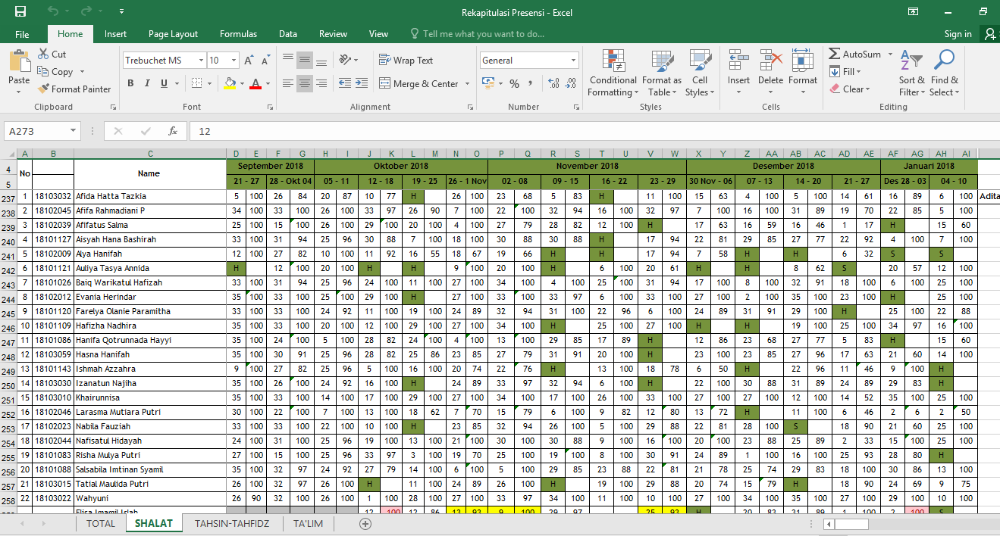 Rekapitulasi Presensi - Excel
File Home Insert Page Layout Formulas Data Review View Tell me what you want to do... Sign in
Paste Cut Copy Format Painter
Clipboard
Trebuchet MS 10
B I U A
Font
Wrap Text
Merge & Center
Alignment
General
% ,
Number
Conditional Formatting Format as Table Cell Styles
Styles
Insert Delete Format
Cells
AutoSum Fill Clear
Sort & Filter Find & Select
Editing
A273 fx 12
A B C D E F G H I J K L M N O P Q R S T U V W X Y Z AA AB AC AD AE AF AG AH AI
4 No Name September 2018 Oktober 2018 November 2018 Desember 2018 Januari 2018
5 21 - 27 28 - Okt 04 05 - 11 12 - 18 19 - 25 26 - 1 Nov 02 - 08 09 - 15 16 - 22 23 - 29 30 Nov - 06 07 - 13 14 - 20 21 - 27 Des 28 - 03 04 - 10
237 1 18103032 Afida Hatta Tazkia 5 100 26 84 20 87 10 77 H 26 100 23 68 5 83 H 11 100 15 63 4 100 5 100 14 61 16 89 6 100 Adita
238 2 18102045 Afifa Rahmadiani P 34 100 33 100 26 100 33 97 26 90 7 100 22 100 32 94 16 100 32 97 7 100 16 100 31 89 19 70 22 85 5 100
239 3 18102039 Afifatus Salma 25 100 15 100 26 100 29 100 20 100 4 100 27 79 28 82 12 100 H 17 63 16 59 16 46 1 17 H 15 60
240 4 18101127 Aisyah Hana Bashirah 33 100 31 94 25 96 30 88 7 100 18 100 30 88 30 88 H 17 94 22 81 29 85 27 77 22 92 4 100 7 100
241 5 18102009 Alya Hanifah 12 100 27 82 10 100 11 92 16 55 18 67 19 66 H H 17 94 7 58 H H 6 32 S S
242 6 18101121 Auliya Tasya Annida H 12 100 20 100 H H 9 100 20 100 H 6 100 20 61 H H 8 62 S 20 57 12 100
243 7 18101026 Baiq Warikatul Hafizah 33 100 31 94 25 96 24 100 11 100 27 100 34 100 4 100 25 100 31 94 17 100 8 100 32 91 18 100 6 100 25 100
244 8 18102012 Evania Herindar 35 100 33 100 25 100 29 100 H 27 100 33 100 33 97 6 100 33 100 27 100 2 100 35 100 23 100 H 25 100
245 9 18101120 Farelya Olanie Paramitha 33 100 33 100 24 92 11 100 19 100 24 89 32 94 31 100 22 96 6 100 24 89 31 91 29 100 H 25 100 22 88
246 10 18101109 Hafizha Nadhira 35 100 33 100 20 100 12 100 29 100 27 100 34 100 H 25 100 27 100 H H 19 100 25 100 34 97 16 100
247 11 18101086 Hanifa Qotrunnada Hayyi 35 100 24 100 5 100 28 82 24 100 4 100 13 100 29 85 17 89 H 12 86 23 68 27 77 5 83 H 15 60
248 12 18103059 Hasna Hanifah 35 100 30 91 25 96 28 82 25 86 23 85 27 79 31 91 20 100 H 23 100 23 85 27 96 17 63 21 60 14 100
249 13 18101143 Ishmah Azzahra 9 100 27 82 25 96 5 100 16 100 20 74 22 76 H 13 100 18 78 6 50 H 22 96 11 46 9 100 H
250 14 18103030 Izanatun Najiha 35 100 26 100 24 92 16 100 H 24 89 33 97 32 94 6 100 H 22 100 30 88 31 89 24 89 29 83 H
251 15 18103010 Khairunnisa 35 100 33 100 14 100 17 100 29 100 27 100 34 100 17 100 26 100 33 100 27 100 27 100 12 100 14 52 35 100 25 100
252 16 18102046 Larasma Mutiara Putri 30 100 22 100 7 100 13 100 18 62 7 70 15 79 6 100 9 82 12 80 13 72 H 11 100 6 46 2 6 2 50
253 17 18102023 Nabila Fauziah 33 100 33 100 22 100 10 100 H 23 85 32 94 26 100 5 100 29 88 22 81 28 100 S 18 90 21 60 25 100
254 18 18102044 Nafisatul Hidayah 24 100 31 100 25 96 19 100 13 100 21 100 30 100 30 88 9 100 16 100 20 100 23 88 25 89 2 33 15 100 25 100
255 19 18101083 Risha Mulya Putri 27 100 15 100 25 96 33 97 3 100 19 70 25 100 19 100 8 100 30 91 24 89 1 100 16 100 25 93 28 80 H
256 20 18101088 Salsabila Imtinan Syamil 35 100 32 97 24 92 27 79 14 100 6 100 5 100 29 85 23 88 22 81 21 78 25 74 29 83 18 100 30 86 13 100
257 21 18103015 Tatial Maulida Putri 26 100 32 97 26 100 H 11 100 24 89 26 100 H 19 100 29 88 20 74 15 79 H 18 90 24 69 9 75
258 22 18103022 Wahyuni 26 90 32 100 26 100 1 100 28 100 27 100 33 97 34 100 11 100 10 100 27 100 34 100 35 100 27 100 29 100 10 100
Elisa Imamil Islah 12 100 12 86 13 93 9 100 29 97 25 93 H 20 83 31 89 1 100 2 100 S
TOTAL SHALAT TAHSIN-TAHFIDZ TA'LIM